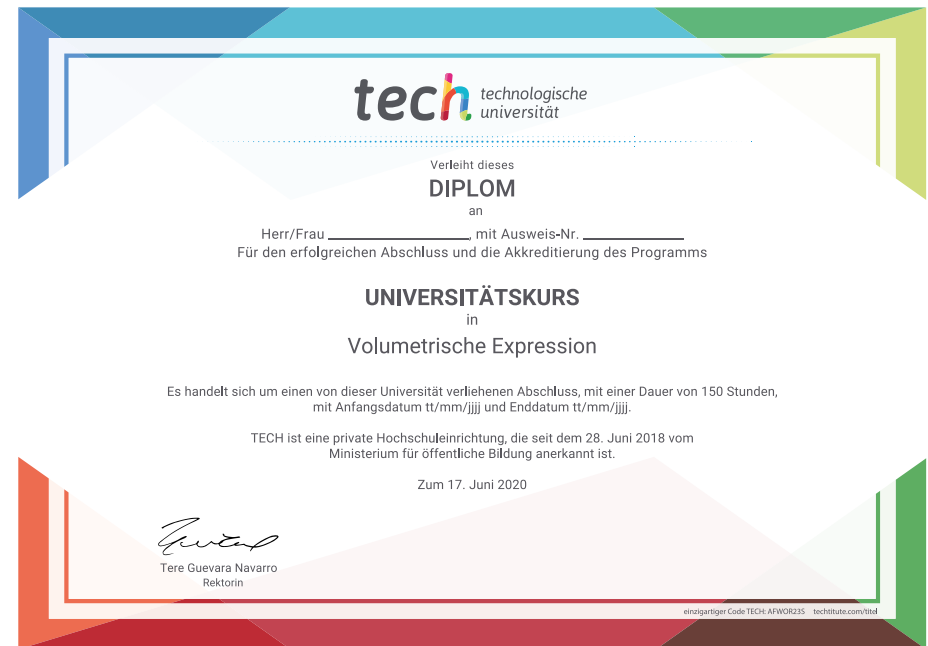 tech technologische
universität
Verleiht dieses
DIPLOM
an
Herr/Frau ________________, mit Ausweis-Nr. ____________
Für den erfolgreichen Abschluss und die Akkreditierung des Programms
UNIVERSITÄTSKURS
in
Volumetrische Expression
Es handelt sich um einen von dieser Universität verliehenen Abschluss, mit einer Dauer von 150 Stunden,
mit Anfangsdatum tt/mm/jjjj und Enddatum tt/mm/jjjj.
TECH ist eine private Hochschuleinrichtung, die seit dem 28. Juni 2018 vom
Ministerium für öffentliche Bildung anerkannt ist.
Zum 17. Juni 2020
Tere Guevara Navarro
Rektorin
einzigartiger Code TECH: AFWOR23S techtitute.com/titel